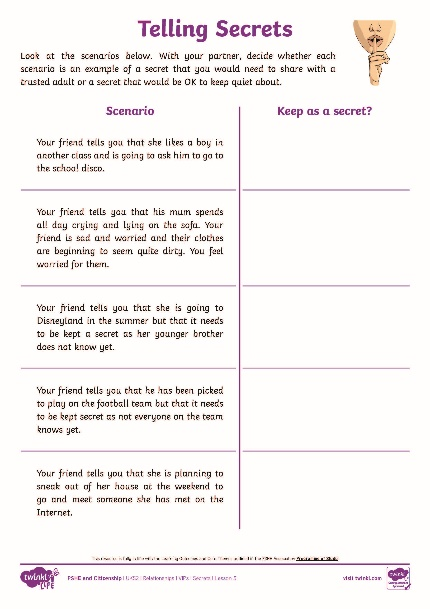 Telling Secrets
Look at the scenarios below. With your partner, decide whether each
scenario is an example of a secret that you would need to share with a
trusted adult or a secret that would be OK to keep quiet about.
Scenario
Keep as a secret?
Your friend tells you that she likes a boy in
another class and is going to ask him to go to
the school disco.
Your friend tells you that his mum spends
all day crying and lying on the sofa. Your
friend is sad and worried and their clothes
are beginning to seem quite dirty. You feel
worried for them.
Your friend tells you that she is going to
Disneyland in the summer but that it needs
to be kept a secret as her younger brother
does not know yet.
Your friend tells you that he has been picked
to play on the football team but that it needs
to be kept secret as not everyone on the team
knows yet.
Your friend tells you that she is planning to
sneak out of her house at the weekend to
go and meet someone she has met on the
Internet.
twinkl
LIFE
PSHE and Citizenship | UKS2 | Relationships | VIPs | Secrets | Lesson 5
visit twinkl.com
twinkl